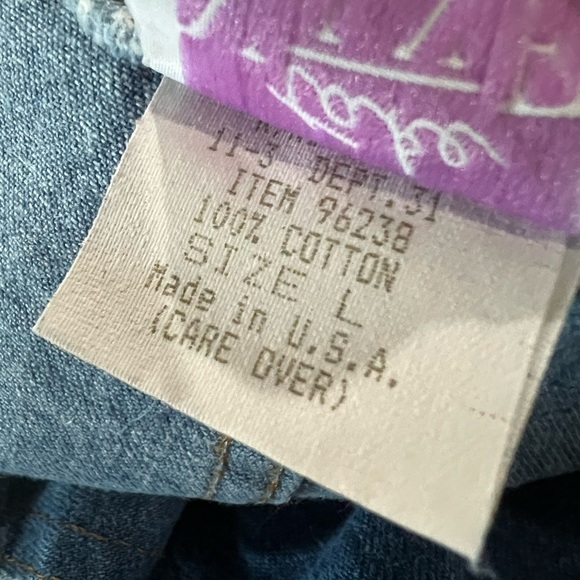 11-3 DEPT. 31
ITEM 96238
100% COTTON
SIZE L
Made in U.S.A.
(CARE OVER)